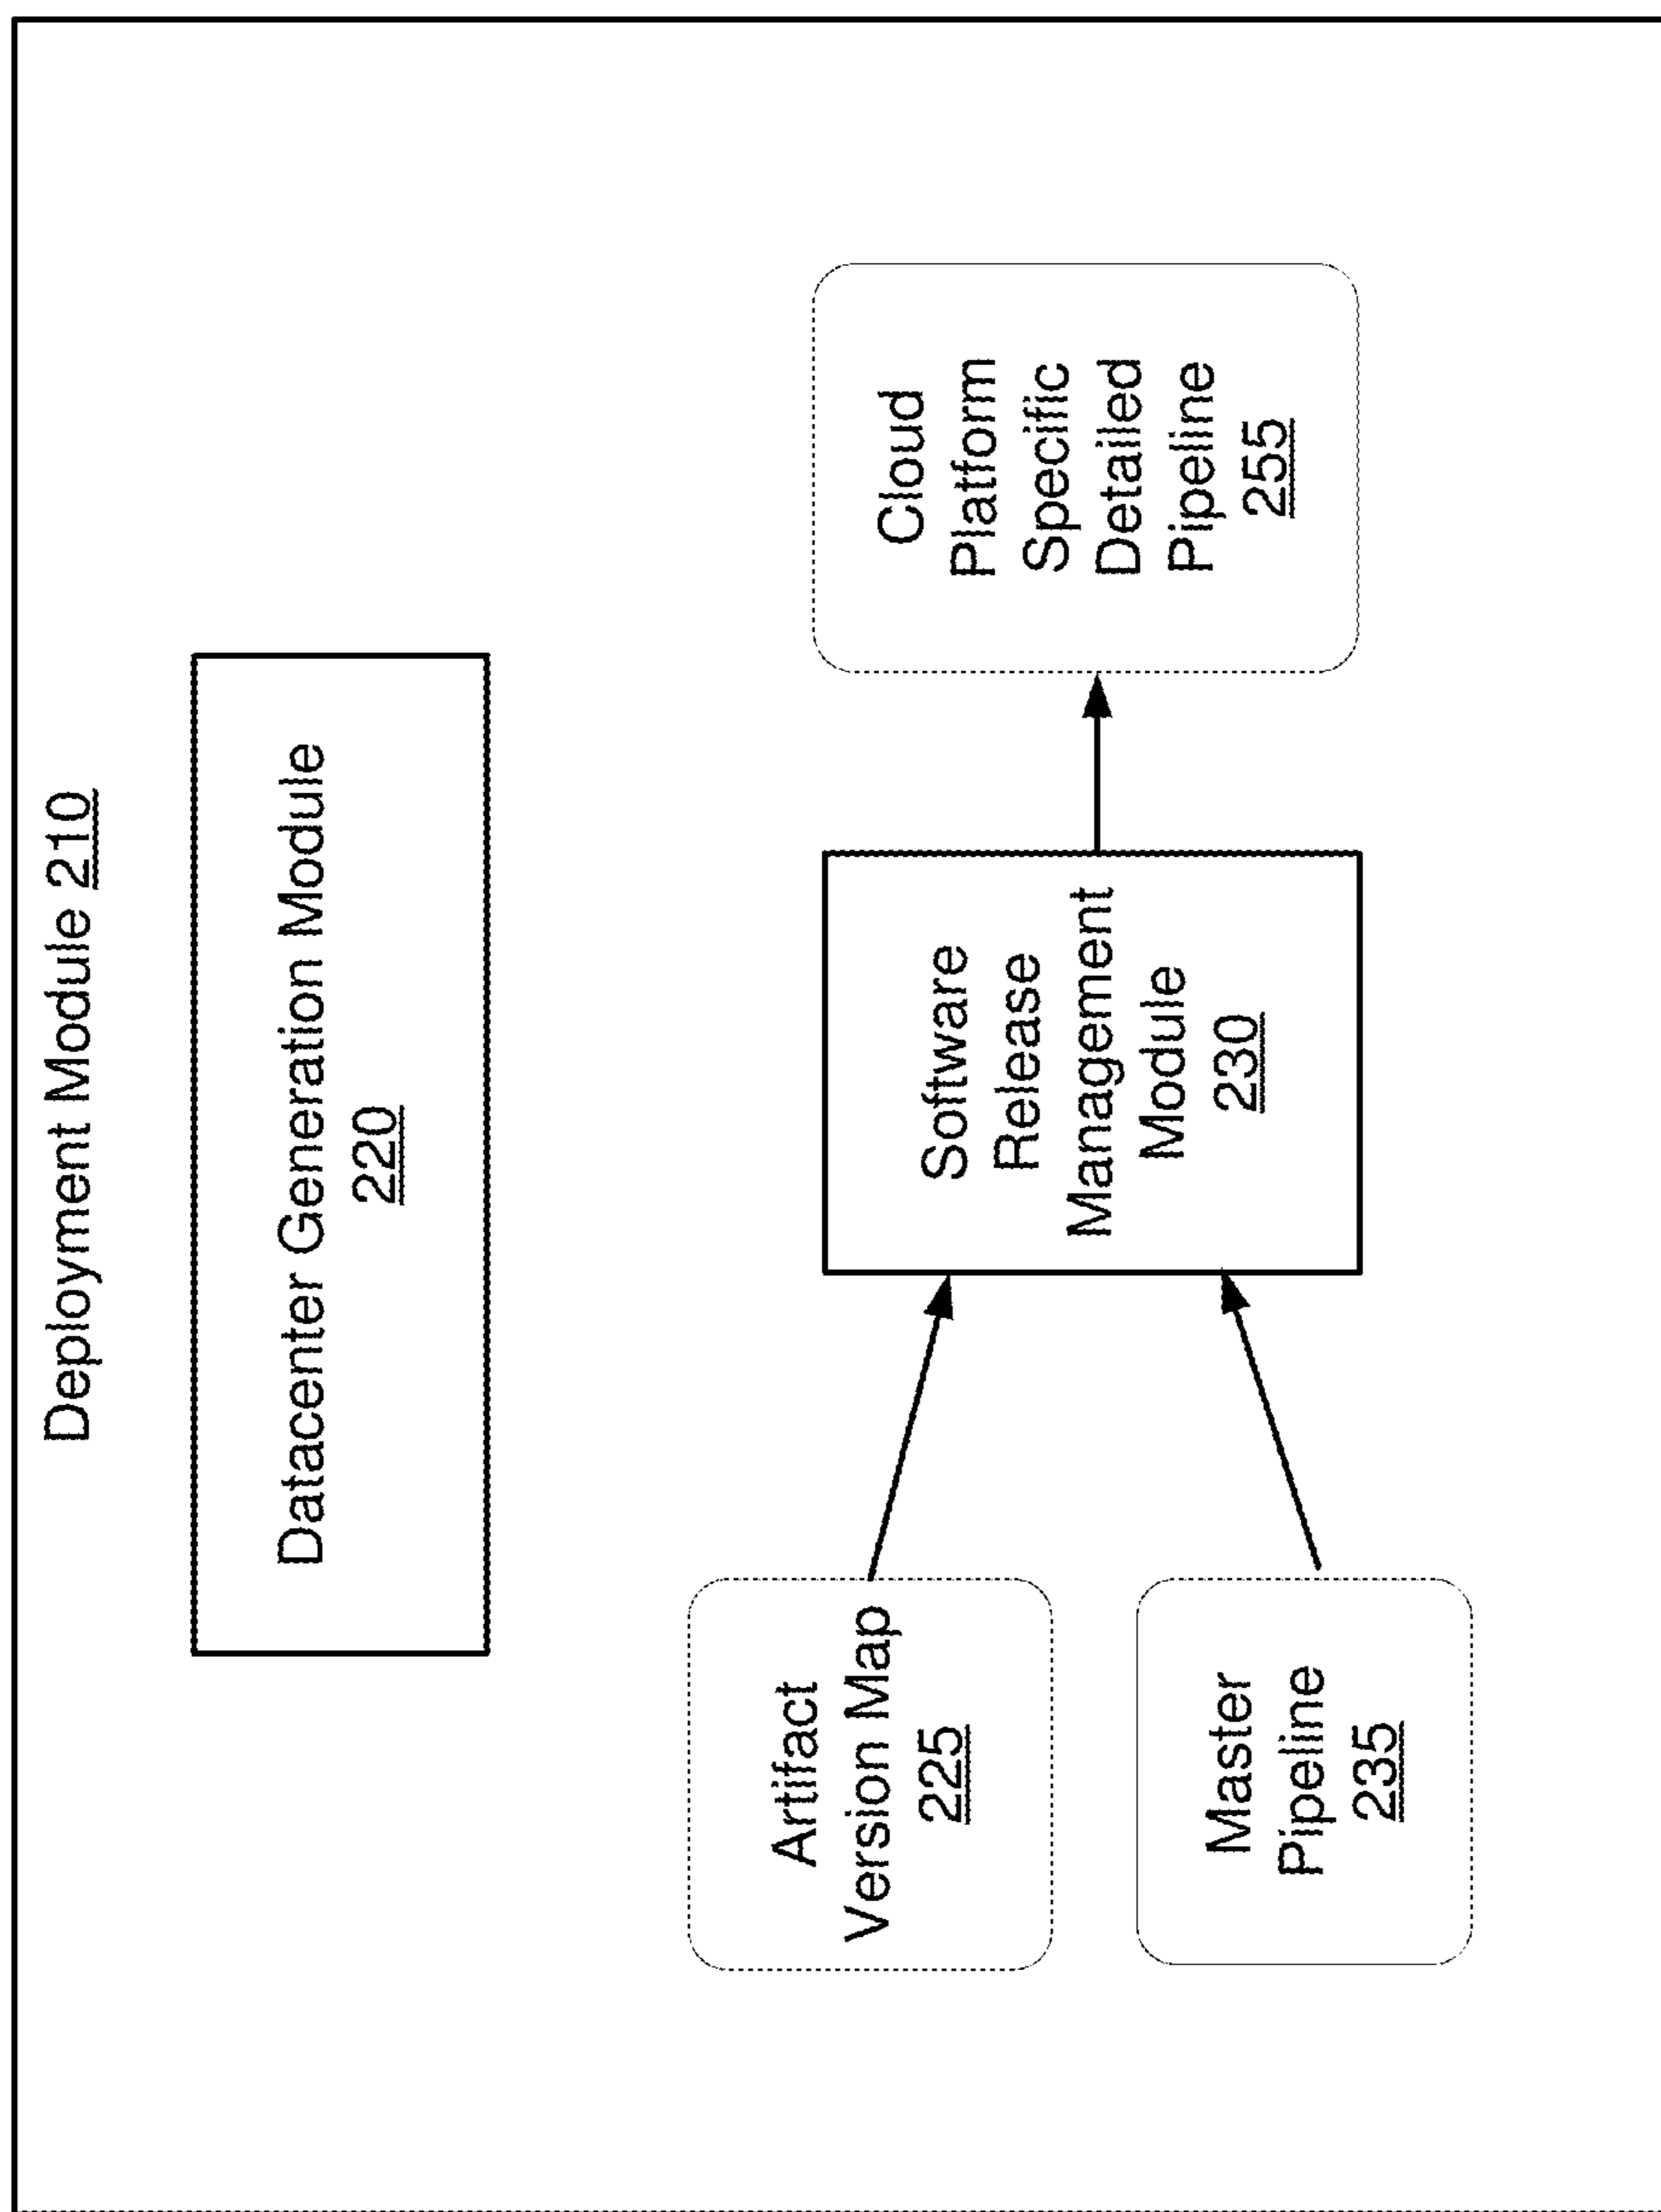 Deployment Module 210
Datacenter Generation Module
220
Artifact
Version Map
225
Master
Pipeline
235
Software
Release
Management
Module
230
Cloud
Platform
Specific
Detailed
Pipeline
255